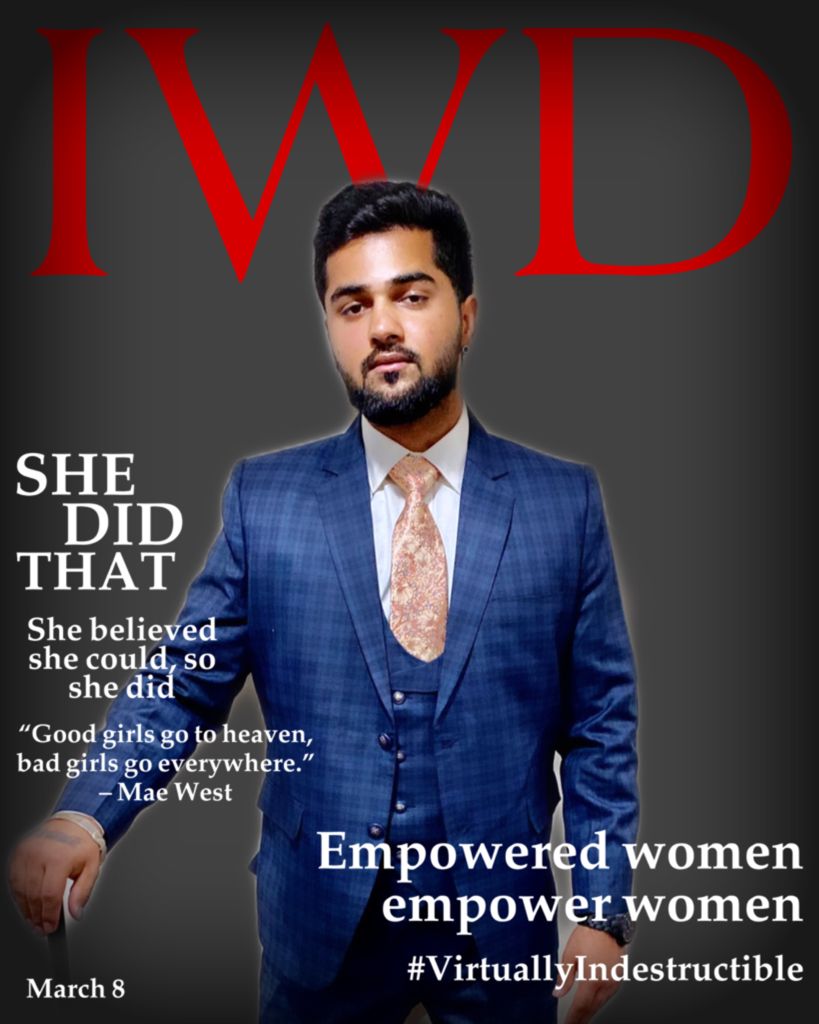 IWD
SHE
DID
THAT
She believed
she could, so
she did
“Good girls go to heaven,
bad girls go everywhere.”
– Mae West
Empowered women
empower women
#VirtuallyIndestructible
March 8